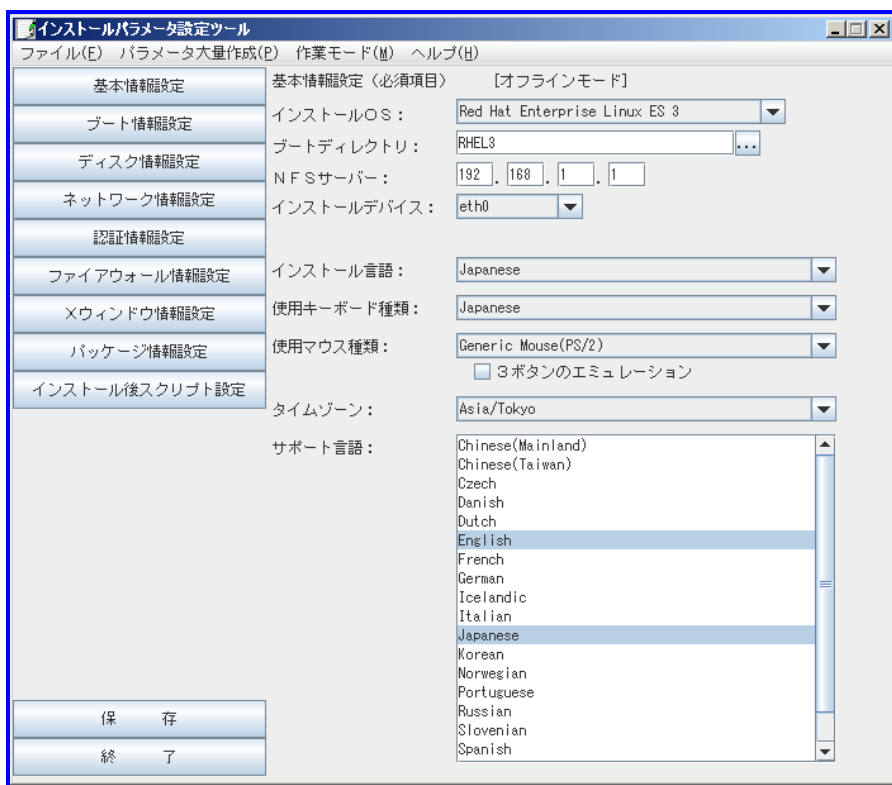 インストールパラメータ設定ツール
ファイル(F) パラメータ大量作成(P) 作業モード(M) ヘルプ(H)
基本情報設定
ブート情報設定
ディスク情報設定
ネットワーク情報設定
認証情報設定
ファイアウォール情報設定
Xウィンドウ情報設定
パッケージ情報設定
インストール後スクリプト設定
保 存
終 了
基本情報設定（必須項目） [オフラインモード]
インストールOS： Red Hat Enterprise Linux ES 3
ブートディレクトリ： RHEL3 ...
NFSサーバー： 192 . 168 . 1 . 1
インストールデバイス： eth0
インストール言語： Japanese
使用キーボード種類： Japanese
使用マウス種類： Generic Mouse(PS/2)
3ボタンのエミュレーション
タイムゾーン： Asia/Tokyo
サポート言語：
Chinese(Mainland)
Chinese(Taiwan)
Czech
Danish
Dutch
English
French
German
Icelandic
Italian
Japanese
Korean
Norwegian
Portuguese
Russian
Slovenian
Spanish